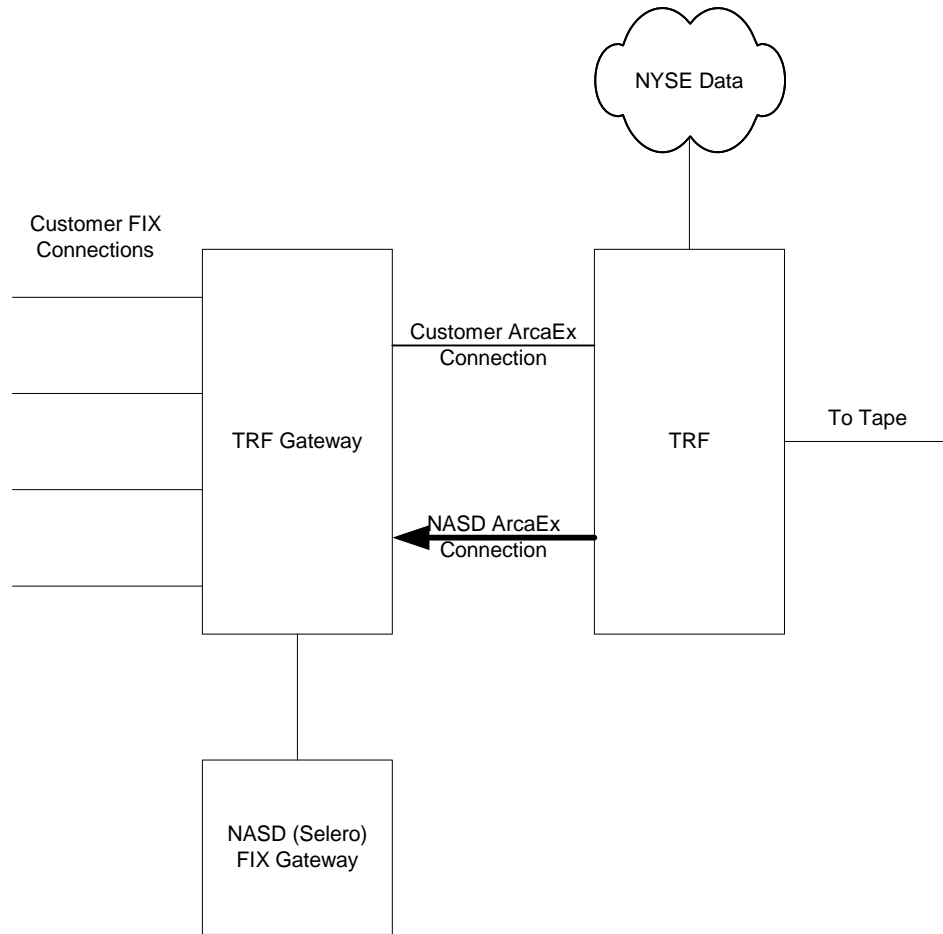 NYSE Data
Customer FIX
Connections
Customer ArcaEx
Connection
TRF Gateway
TRF
To Tape
NASD ArcaEx
Connection
NASD (Selero)
FIX Gateway